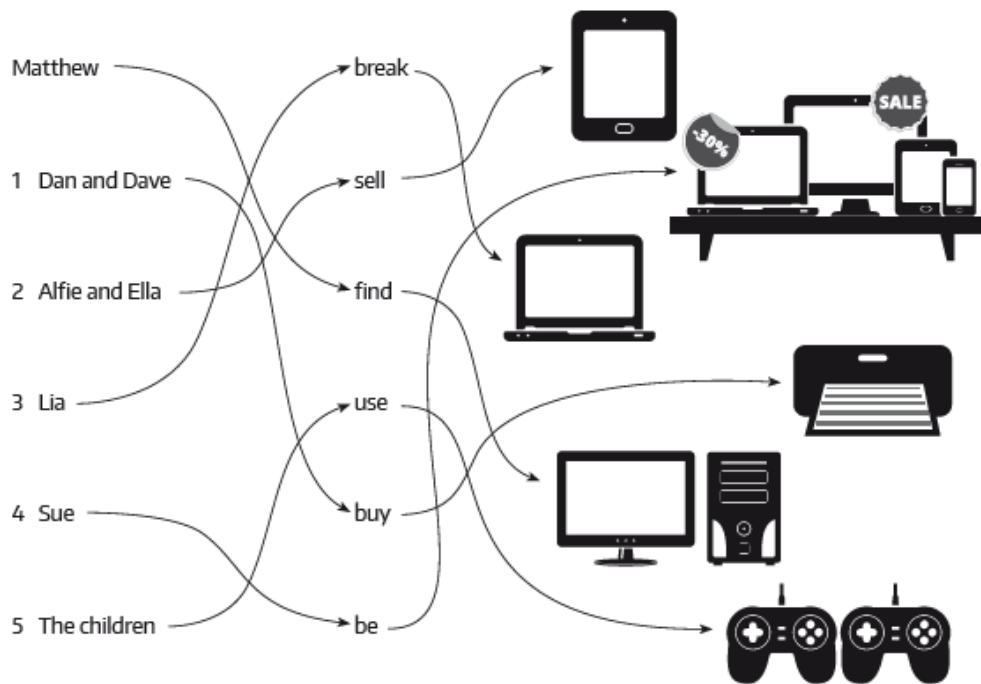 Matthew
break
SALE
-30%
1 Dan and Dave
sell
2 Alfie and Ella
find
3 Lia
use
4 Sue
buy
5 The children
be